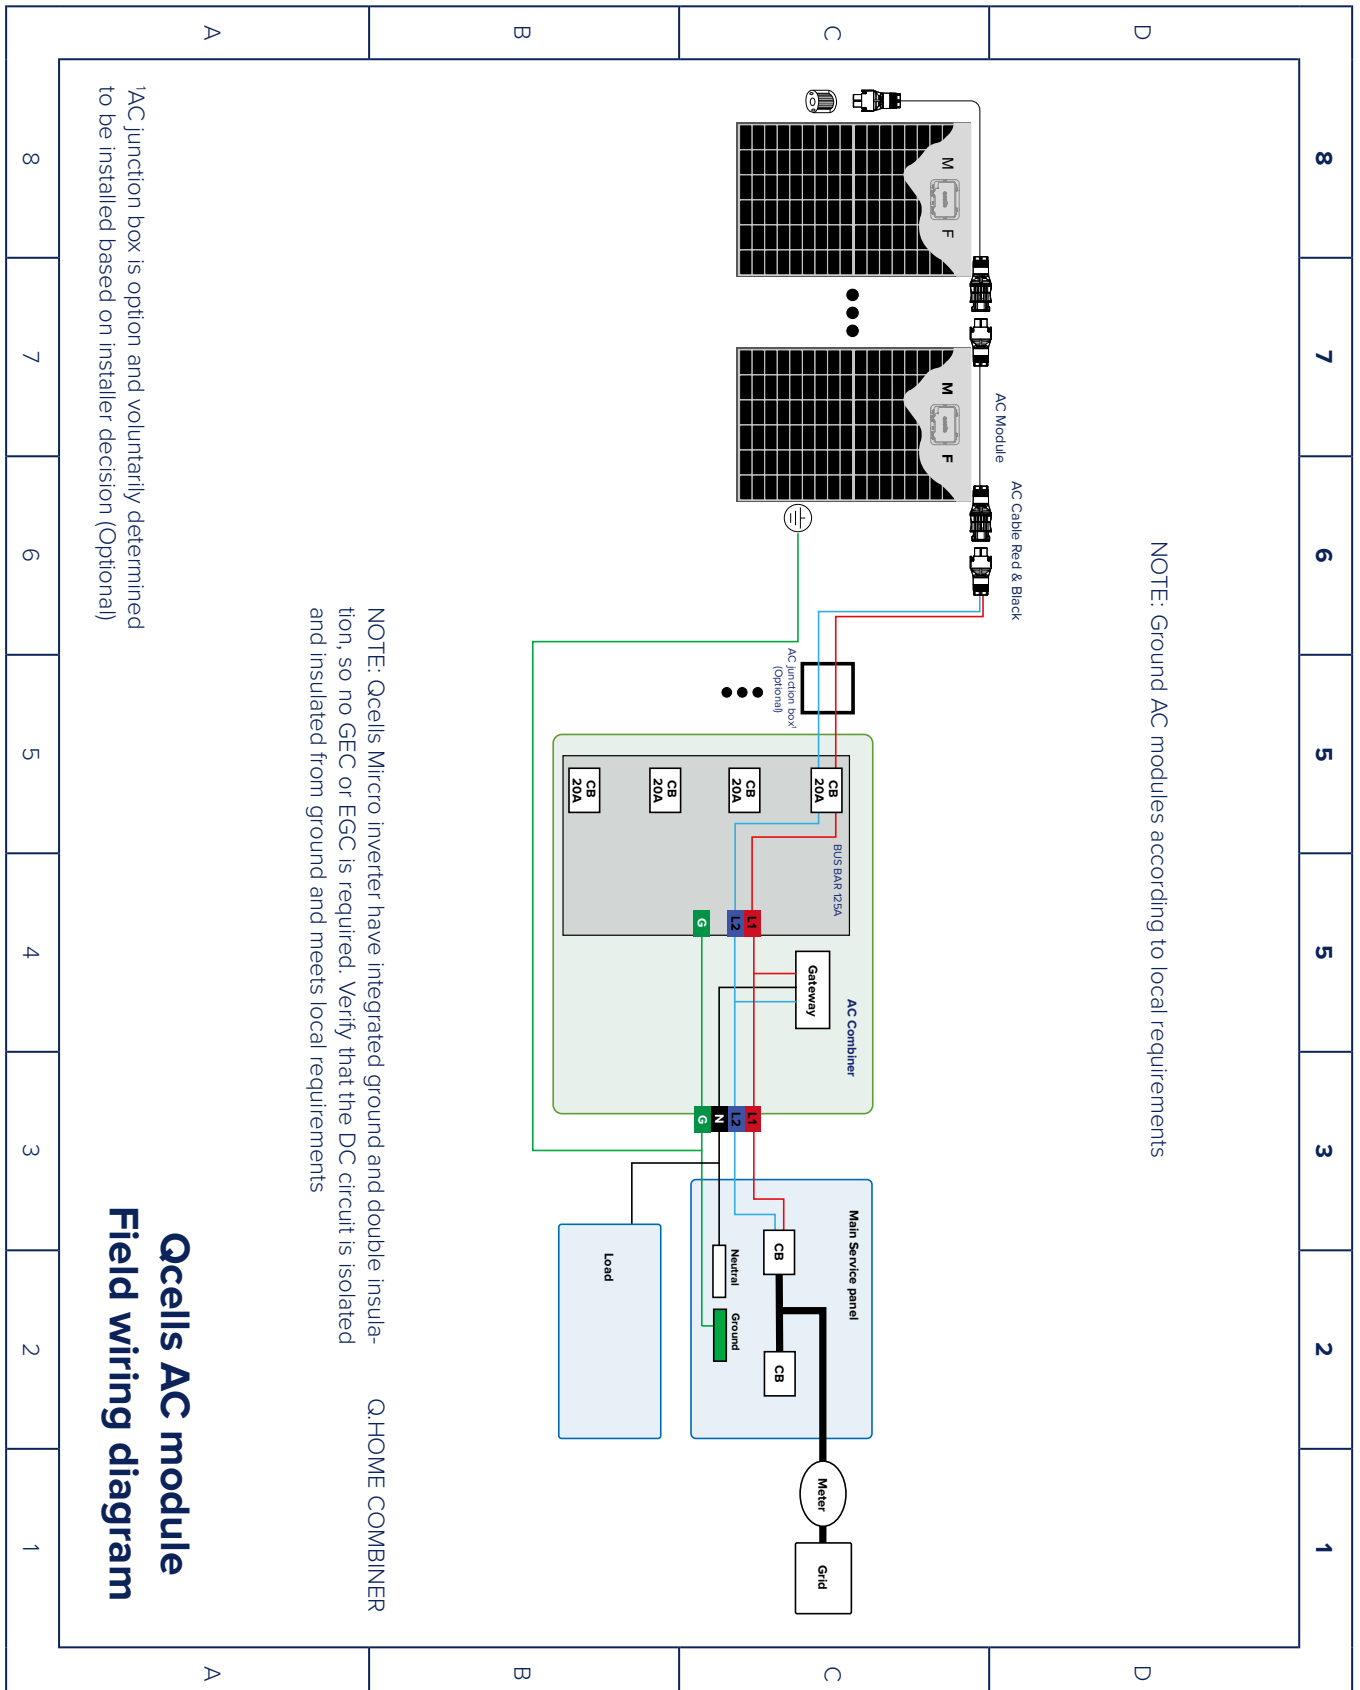 8
7
6
5
5
3
2
1
D
D
NOTE: Ground AC modules according to local requirements
C
C
AC Cable Red & Black
AC Module
M
F
M
F
AC junction box¹
(Optional)
AC Combiner
BUS BAR 125A
CB
20A
CB
20A
CB
20A
CB
20A
L1
L2
G
Gateway
L1
L2
N
G
Main Service panel
CB
CB
Neutral
Ground
Load
Meter
Grid
B
B
NOTE: Qcells Mircro inverter have integrated ground and double insula-
tion, so no GEC or EGC is required. Verify that the DC circuit is isolated
and insulated from ground and meets local requirements
Q.HOME COMBINER
A
A
¹AC junction box is option and voluntarily determined
to be installed based on installer decision (Optional)
Qcells AC module
Field wiring diagram
8
7
6
5
4
3
2
1